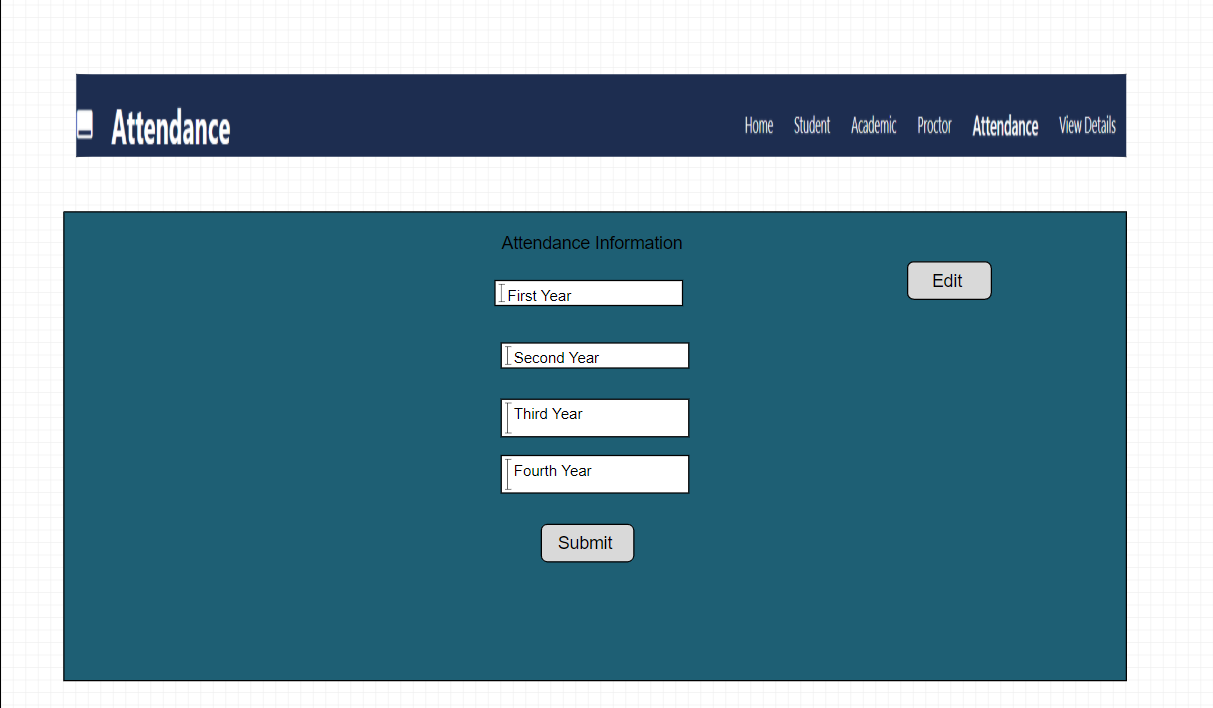 Attendance Home Student Academic Proctor Attendance View Details
Attendance Information
Edit
First Year
Second Year
Third Year
Fourth Year
Submit